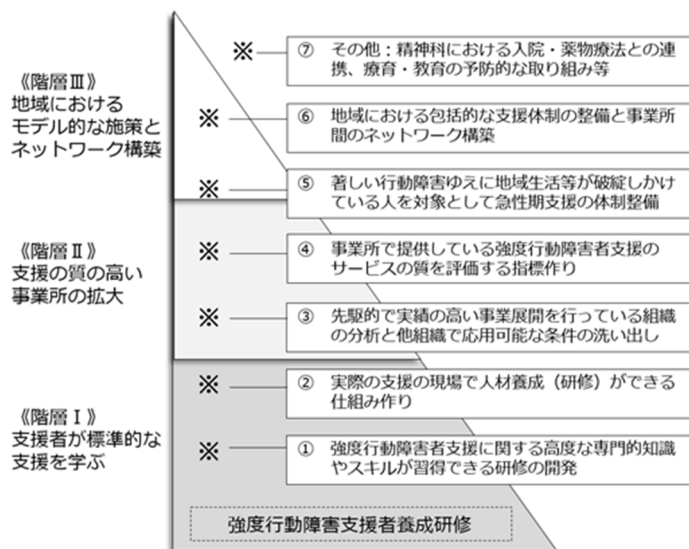 《階層Ⅲ》
地域における
モデル的な施策と
ネットワーク構築
※
⑦ その他：精神科における入院・薬物療法との連
携、療育・教育の予防的な取り組み等
※
⑥ 地域における包括的な支援体制の整備と事業所
間のネットワーク構築
※
⑤ 著しい行動障害ゆえに地域生活等が破綻しかけ
ている人を対象として急性期支援の体制整備
《階層Ⅱ》
支援の質の高い
事業所の拡大
※
④ 事業所で提供している強度行動障害者支援の
サービスの質を評価する指標作り
※
③ 先駆的で実績の高い事業展開を行っている組織
の分析と他組織で応用可能な条件の洗い出し
《階層Ⅰ》
支援者が標準的な
支援を学ぶ
※
② 実際の支援の現場で人材養成（研修）ができる
仕組み作り
※
① 強度行動障害者支援に関する高度な専門的知識
やスキルが習得できる研修の開発
強度行動障害支援者養成研修